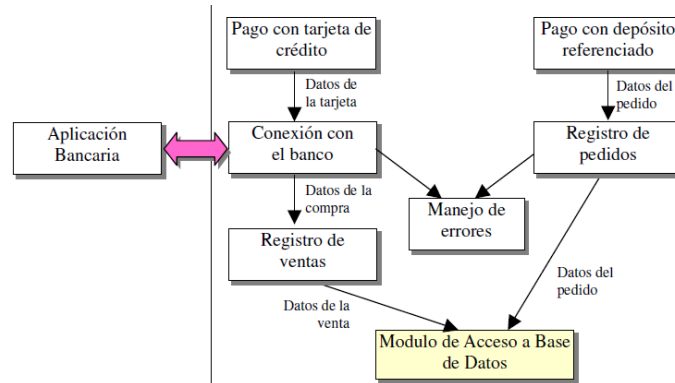 Pago con tarjeta de
crédito
Pago con depósito
referenciado
Datos de
la tarjeta
Datos del
pedido
Aplicación
Bancaria
Conexión con
el banco
Registro de
pedidos
Datos de la
compra
Manejo de
errores
Registro de
ventas
Datos de la
venta
Datos del
pedido
Modulo de Acceso a Base
de Datos